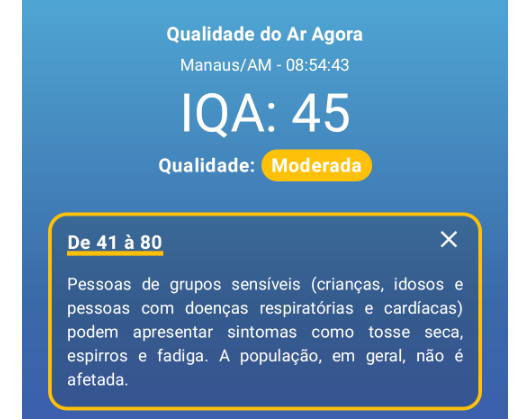 Qualidade do Ar Agora
Manaus/AM - 08:54:43
IQA: 45
Qualidade: Moderada
De 41 à 80
Pessoas de grupos sensíveis (crianças, idosos e
pessoas com doenças respiratórias e cardíacas)
podem apresentar sintomas como tosse seca,
espirros e fadiga. A população, em geral, não é
afetada.